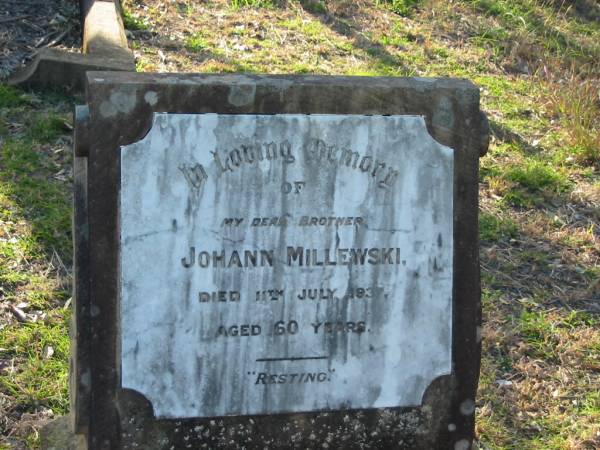 In Loving Memory
OF
MY DEAR BROTHER
JOHANN MILLEWSKI.
DIED 11TH JULY
AGED 60 YEARS.
"RESTING."